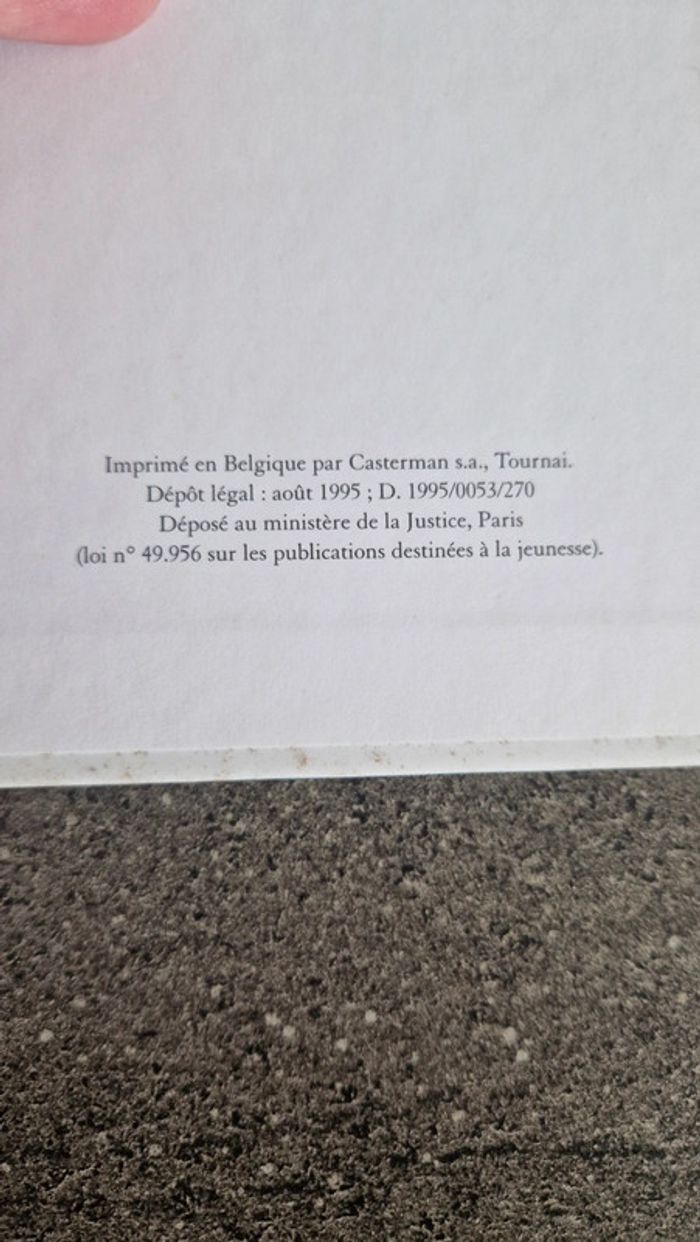 Imprimé en Belgique par Casterman s.a., Tournai.
Dépôt légal : août 1995 ; D. 1995/0053/270
Déposé au ministère de la Justice, Paris
(loi n° 49.956 sur les publications destinées à la jeunesse).